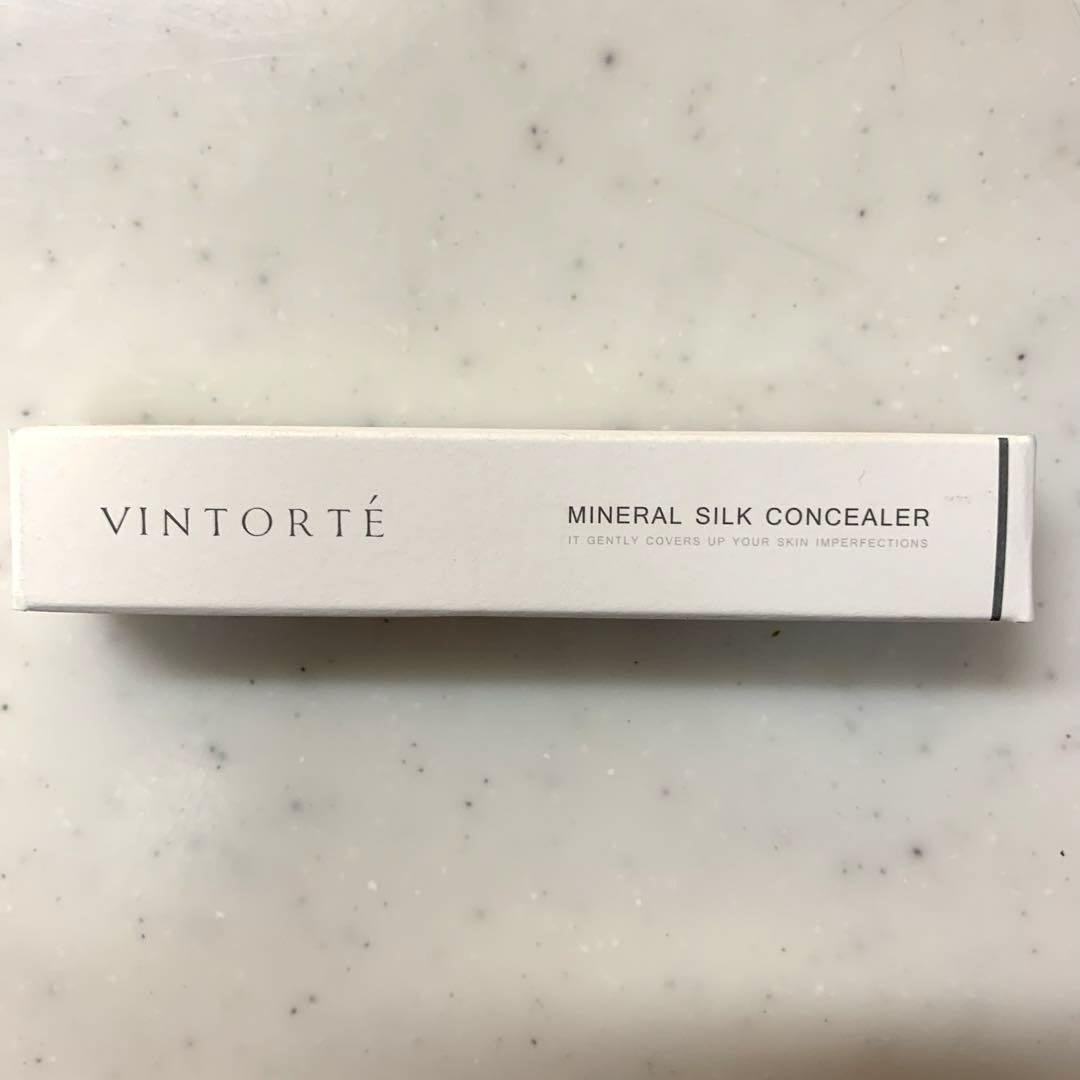 VINTORTÉ
MINERAL SILK CONCEALER
IT GENTLY COVERS UP YOUR SKIN IMPERFECTIONS